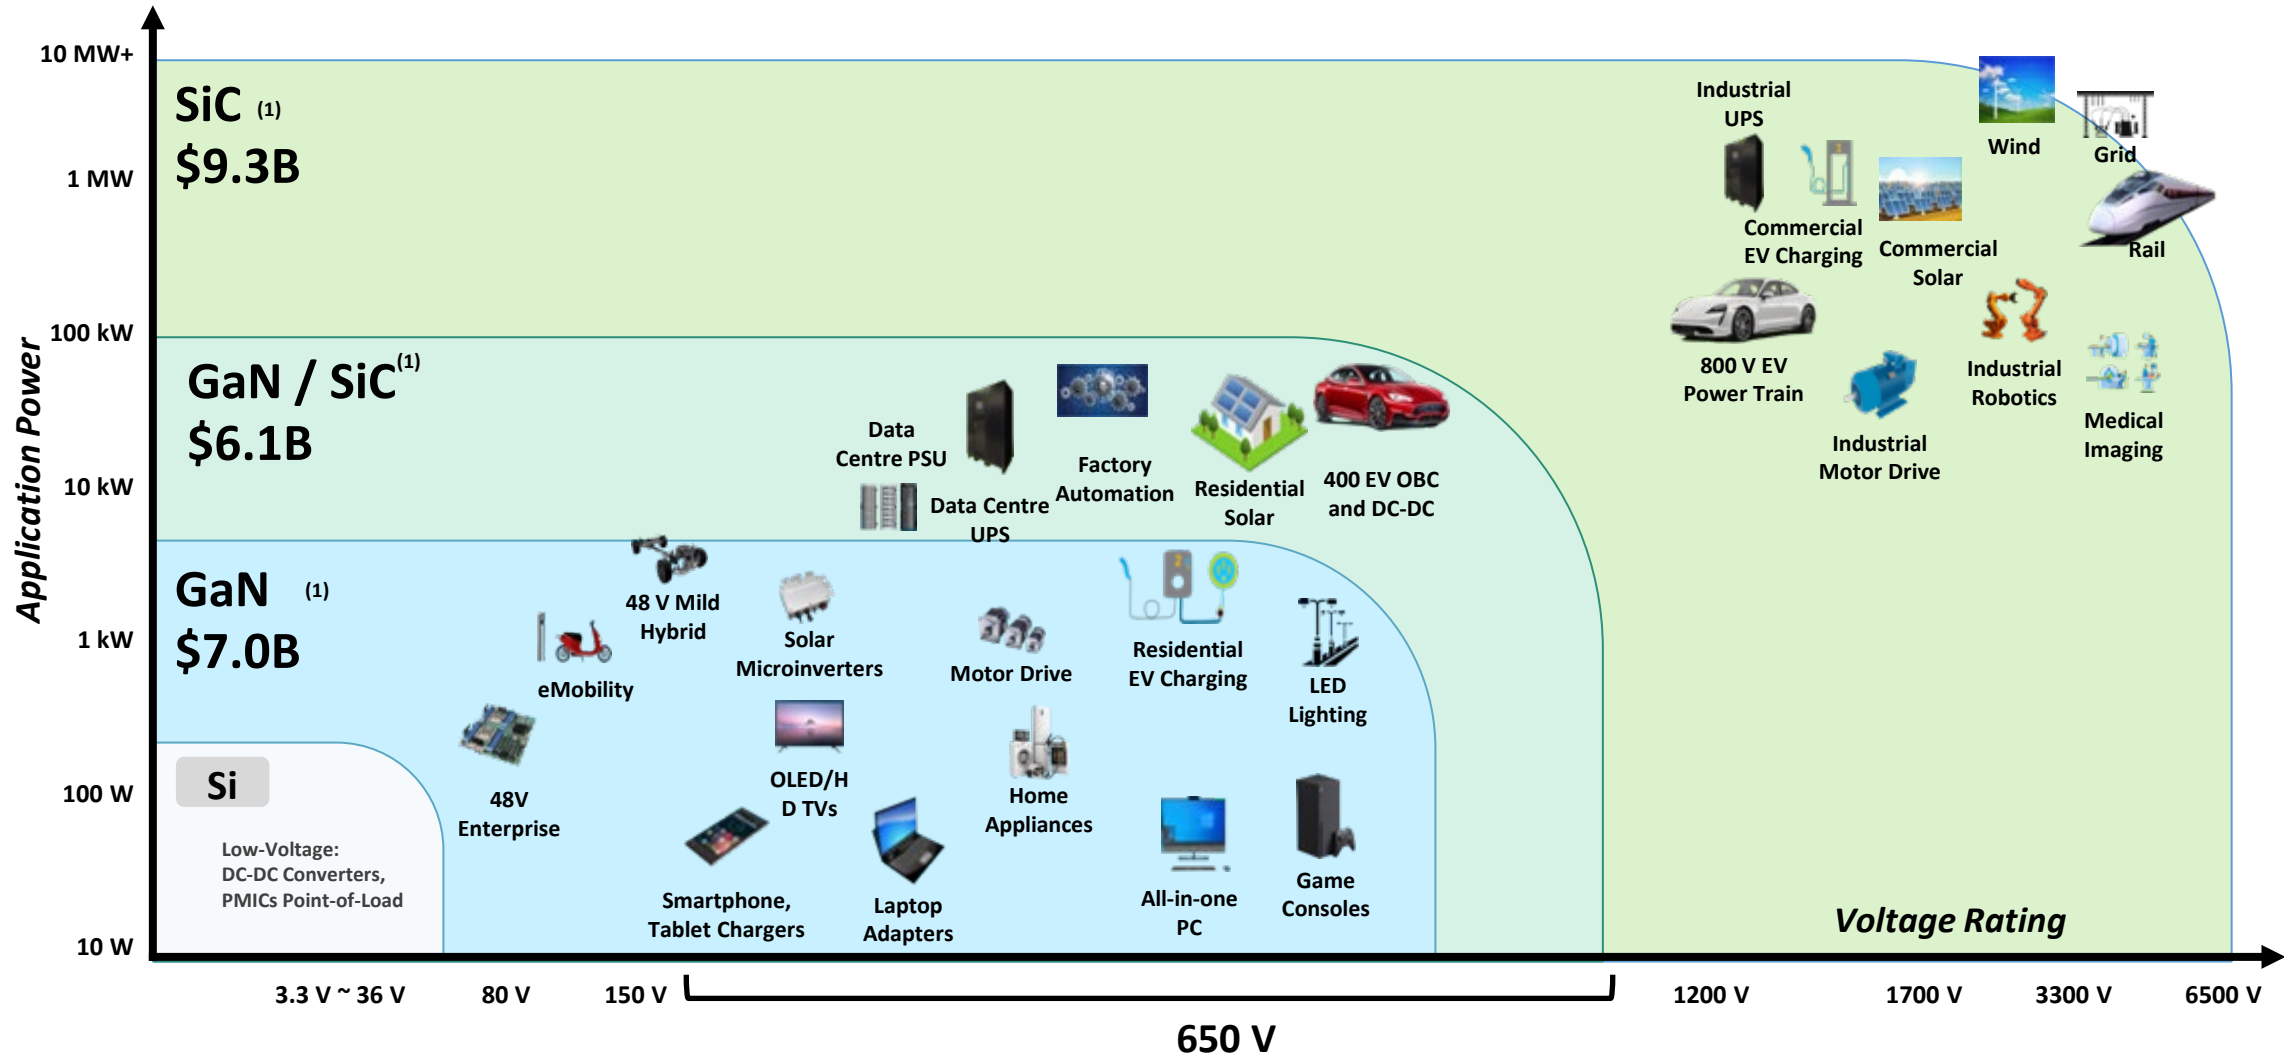 10 MW+
1 MW
100 kW
10 kW
1 kW
100 W
10 W
Application Power
SiC (1)
$9.3B
Industrial
UPS
Wind
Grid
Commercial
EV Charging
Commercial
Solar
Rail
800 V EV
Power Train
Industrial
Motor Drive
Industrial
Robotics
Medical
Imaging
GaN / SiC(1)
$6.1B
Data
Centre PSU
Data Centre
UPS
Factory
Automation
Residential
Solar
400 EV OBC
and DC-DC
GaN (1)
$7.0B
48 V Mild
Hybrid
eMobility
Solar
Microinverters
Motor Drive
Residential
EV Charging
LED
Lighting
48V
Enterprise
OLED/H
D TVs
Home
Appliances
Smartphone,
Tablet Chargers
Laptop
Adapters
All-in-one
PC
Game
Consoles
Si
Low-Voltage:
DC-DC Converters,
PMICs Point-of-Load
Voltage Rating
3.3 V ~ 36 V
80 V
150 V
650 V
1200 V
1700 V
3300 V
6500 V